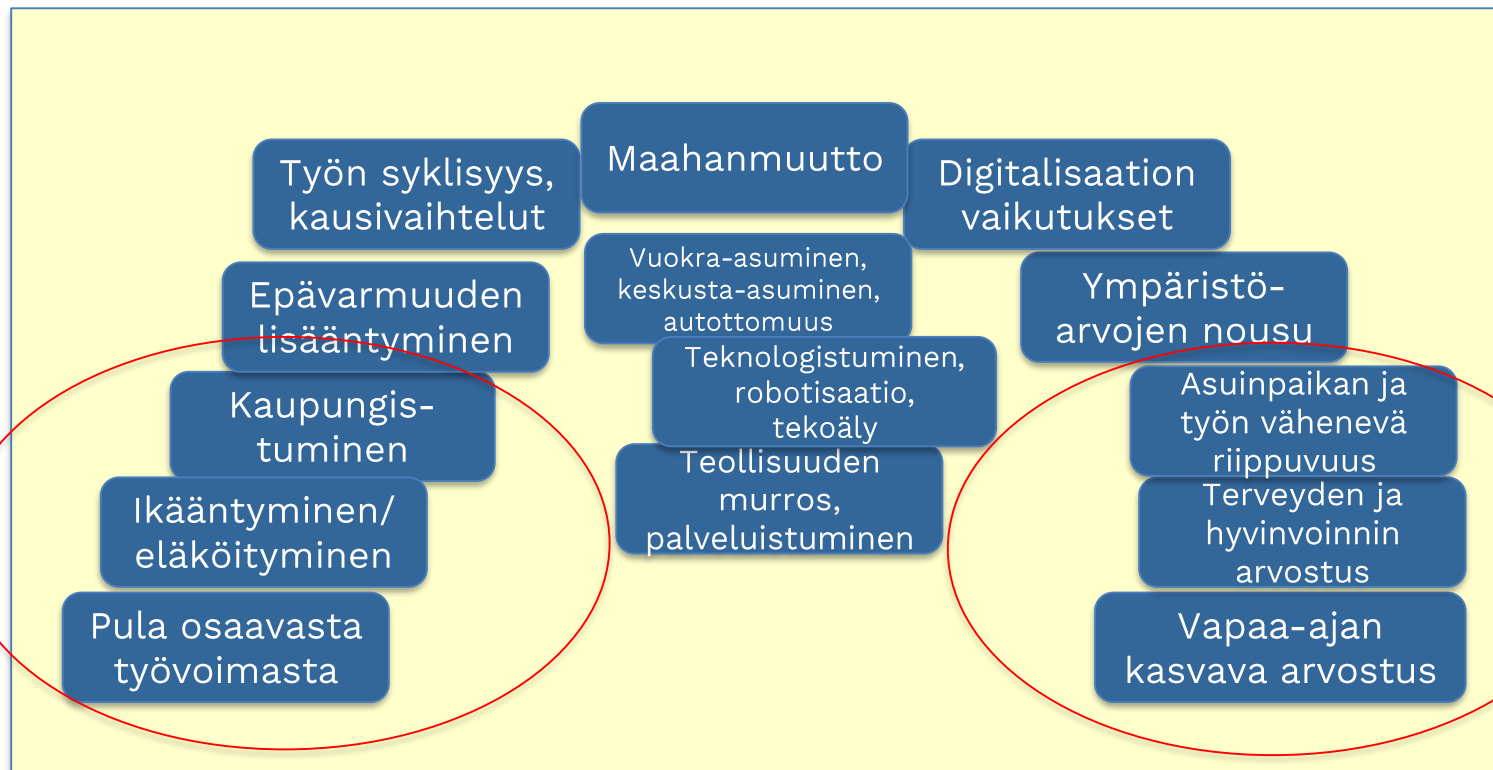 Maahanmuutto
Työn syklisyys,
kausivaihtelut
Digitalisaation
vaikutukset
Vuokra-asuminen,
keskusta-asuminen,
autottomuus
Epävarmuuden
lisääntyminen
Ympäristö-
arvojen nousu
Teknologistuminen,
robotisaatio,
tekoäly
Kaupungis-
tuminen
Asuinpaikan ja
työn vähenevä
riippuvuus
Teollisuuden
murros,
palveluistuminen
Ikääntyminen/
eläköityminen
Terveyden ja
hyvinvoinnin
arvostus
Pula osaavasta
työvoimasta
Vapaa-ajan
kasvava arvostus